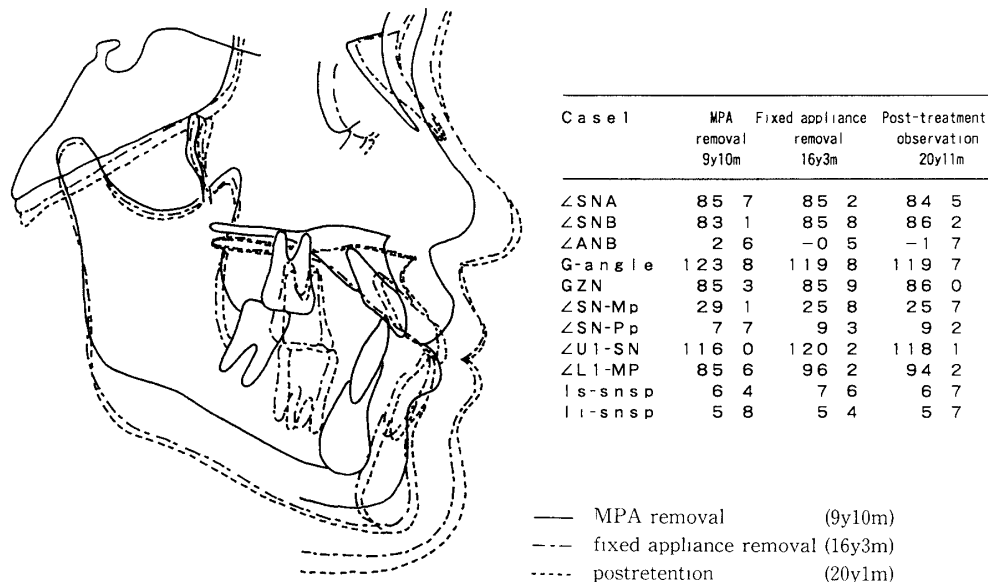 Case1 MPA Fixed appliance Post-treatment
removal removal observation
9y10m 16y3m 20y11m
∠SNA 85 7 85 2 84 5
∠SNB 83 1 85 8 86 2
∠ANB 2 6 -0 5 -1 7
G-angle 123 8 119 8 119 7
GZN 85 3 85 9 86 0
∠SN-Mp 29 1 25 8 25 7
∠SN-Pp 7 7 9 3 9 2
∠U1-SN 116 0 120 2 118 1
∠L1-MP 85 6 96 2 94 2
Is-snsp 6 4 7 6 6 7
Ii-snsp 5 8 5 4 5 7
MPA removal (9y10m)
fixed appliance removal (16y3m)
postretention (20y1m)